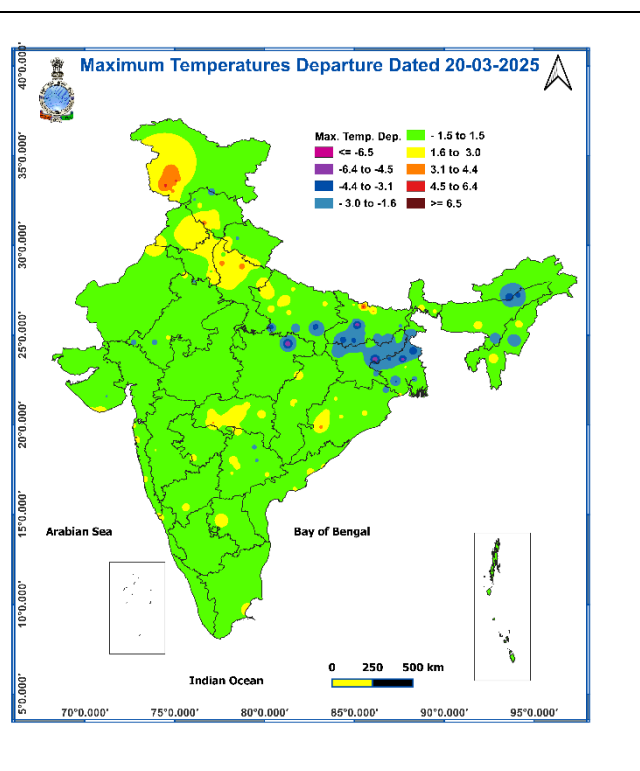 Maximum Temperatures Departure Dated 20-03-2025
Max. Temp. Dep.
<= -6.5
-6.4 to -4.5
-4.4 to -3.1
- 3.0 to -1.6
- 1.5 to 1.5
1.6 to 3.0
3.1 to 4.4
4.5 to 6.4
>= 6.5
40°0.000'
35°0.000'
30°0.000'
25°0.000'
20°0.000'
15°0.000'
10°0.000'
5°0.000'
Arabian Sea
Bay of Bengal
Indian Ocean
0 250 500 km
70°0.000' 75°0.000' 80°0.000' 85°0.000' 90°0.000' 95°0.000'